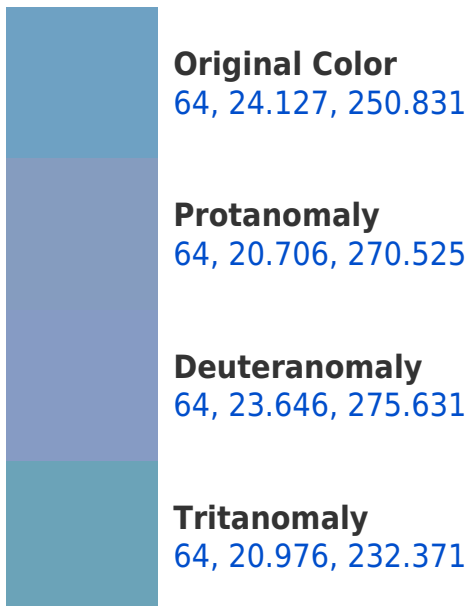 Original Color
64, 24.127, 250.831
Protanomaly
64, 20.706, 270.525
Deuteranomaly
64, 23.646, 275.631
Tritanomaly
64, 20.976, 232.371